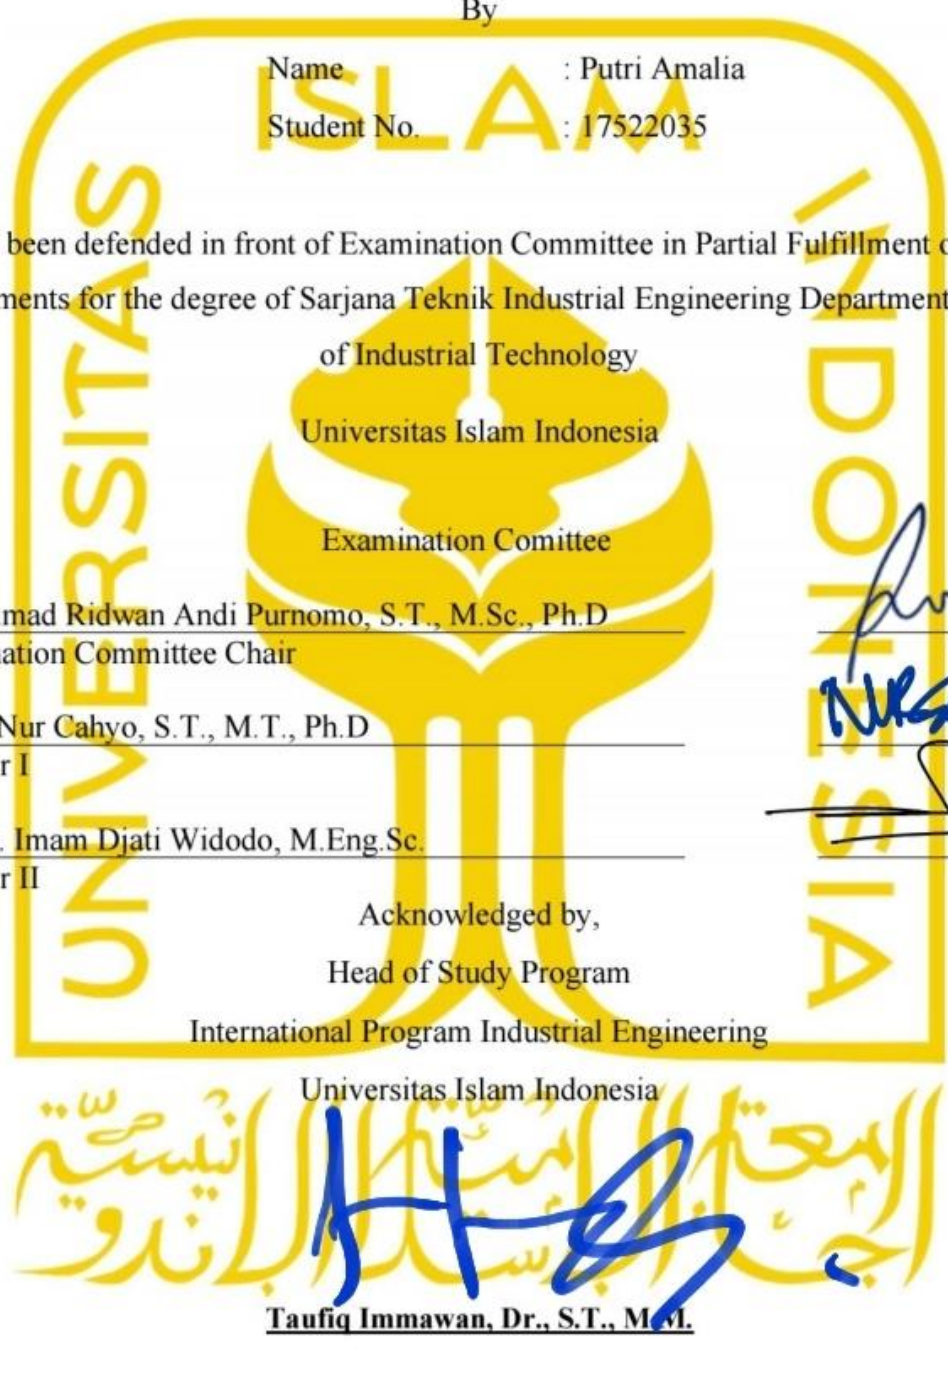 By
Name : Putri Amalia
Student No. : 17522035
been defended in front of Examination Committee in Partial Fulfillment o
ments for the degree of Sarjana Teknik Industrial Engineering Department
of Industrial Technology
Universitas Islam Indonesia
Examination Comittee
mad Ridwan Andi Purnomo, S.T., M.Sc., Ph.D
ation Committee Chair
Nur Cahyo, S.T., M.T., Ph.D
r I
. Imam Djati Widodo, M.Eng.Sc.
r II
Acknowledged by,
Head of Study Program
International Program Industrial Engineering
Universitas Islam Indonesia
Taufiq Immawan, Dr., S.T., M.M.
UNIVERSITAS
ISLAM
INDONESIA